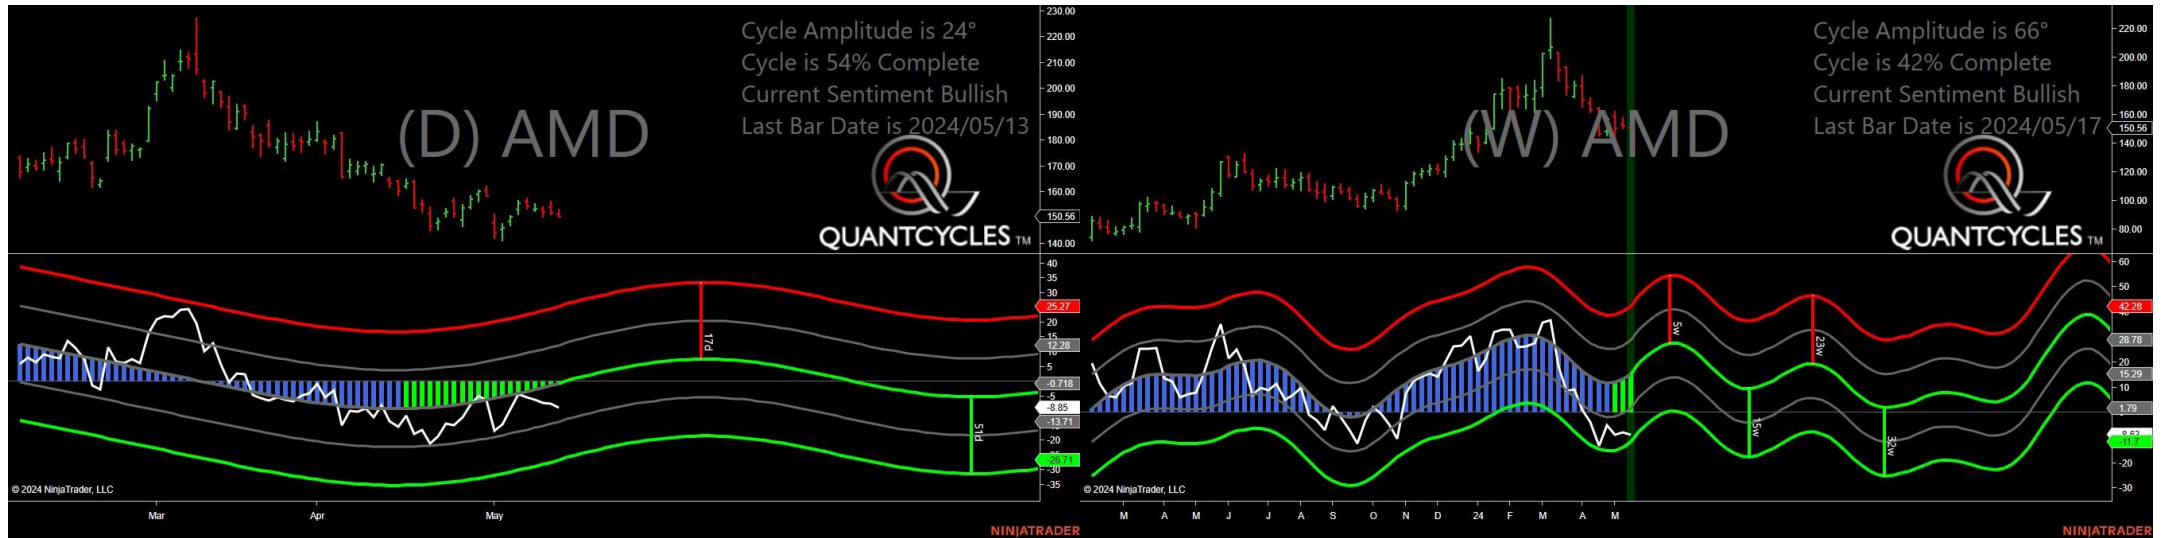 Cycle Amplitude is 24°
Cycle is 54% Complete
Current Sentiment Bullish
Last Bar Date is 2024/05/13
(D) AMD
QUANTCYCLES TM
230.00
220.00
210.00
200.00
190.00
180.00
170.00
160.00
150.56
140.00
40
35
30
25.27
20
15
12.28
10
5
-0.718
-5
-8.85
-13.71
-20
-26.71
-30
-35
17d
51d
© 2024 NinjaTrader, LLC
Mar Apr May
NINJATRADER
Cycle Amplitude is 66°
Cycle is 42% Complete
Current Sentiment Bullish
Last Bar Date is 2024/05/17
(W) AMD
QUANTCYCLES TM
220.00
200.00
180.00
160.00
150.56
140.00
120.00
100.00
80.00
60
50
42.28
40
28.78
20
15.29
10
1.79
-11.7
-20
-30
5w
15w
23w
32w
© 2024 NinjaTrader, LLC
M A M J J A S O N D 24 F M A M
NINJATRADER